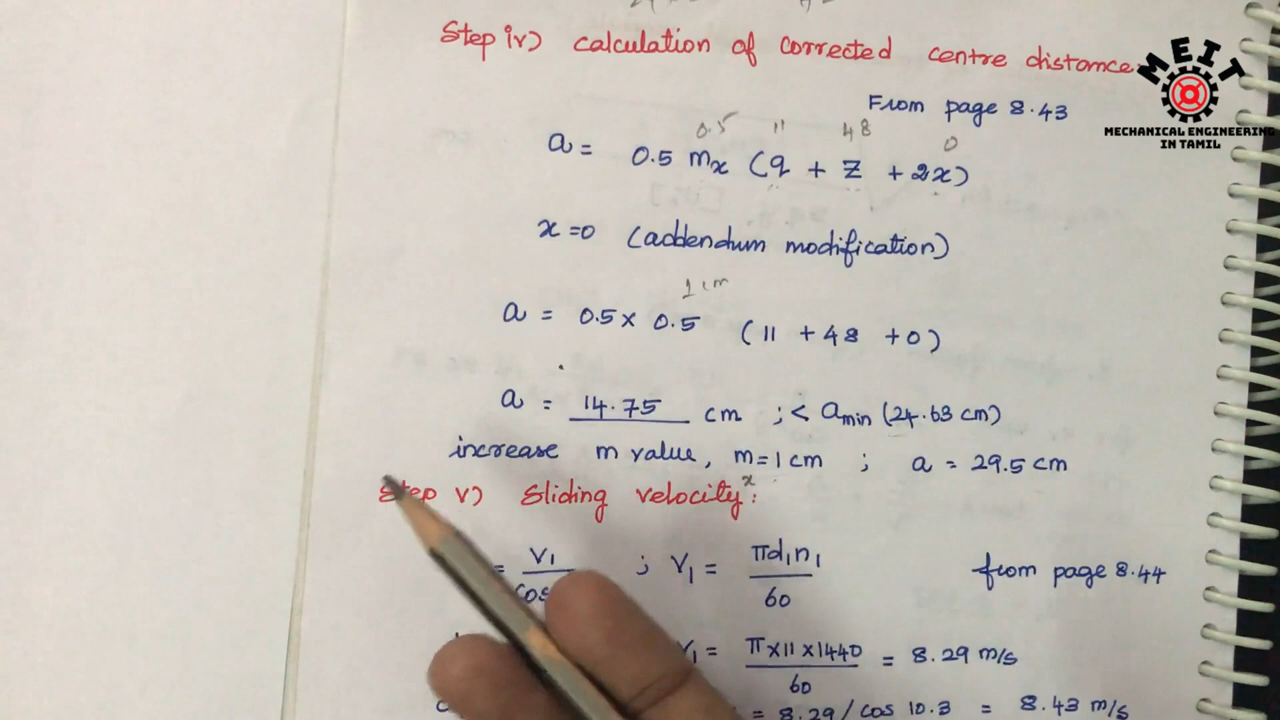 Step iv) calculation of corrected centre distance
MEIT
MECHANICAL ENGINEERING
IN TAMIL
From page 8.43
0.5 11 48 0
a = 0.5 mx (q + z + 2x)
x = 0 (addendum modification)
1 cm
a = 0.5 x 0.5 (11 + 48 + 0)
a = 14.75 cm ; < amin (24.63 cm)
increase mx value, m = 1 cm ; a = 29.5 cm
Step v) Sliding velocity :
= V1 / cos ; V1 = πd1n1 / 60 from page 8.44
V1 = π x 11 x 1440 / 60 = 8.29 m/s
= 8.29 / cos 10.3 = 8.43 m/s